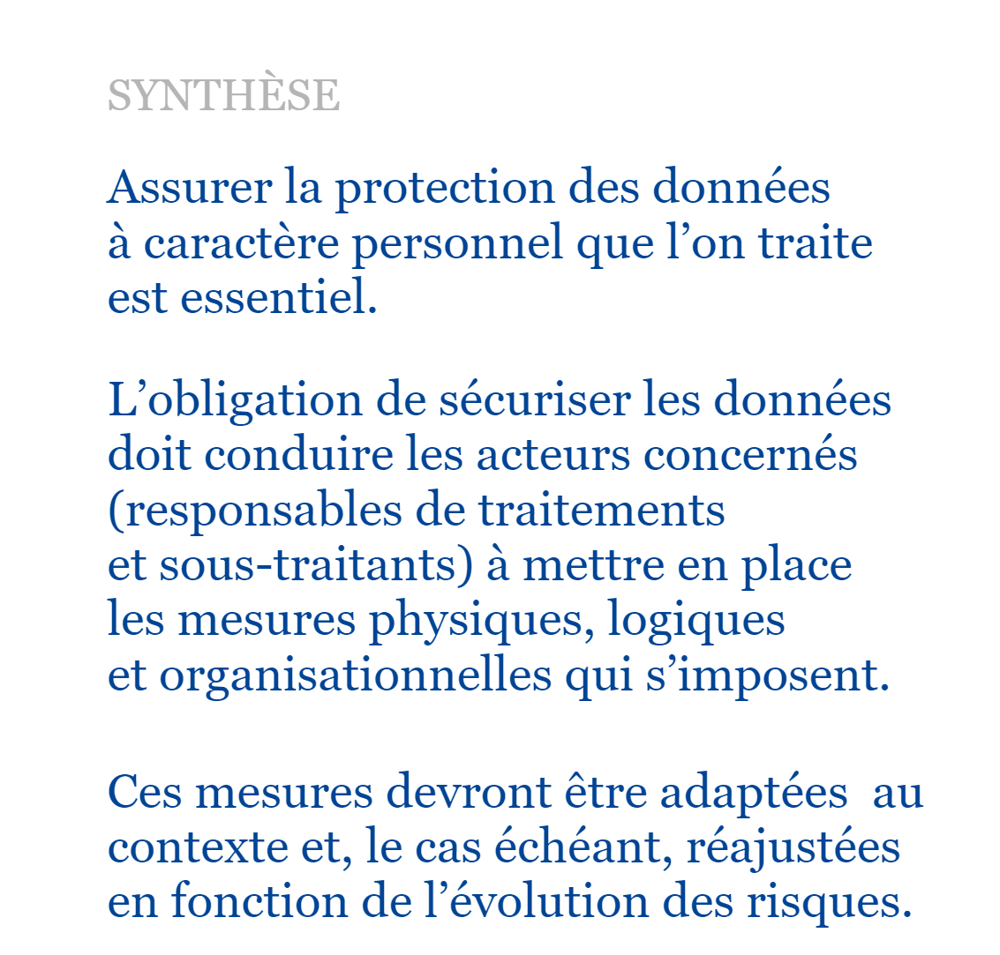 SYNTHÈSE
Assurer la protection des données
à caractère personnel que l’on traite
est essentiel.
L’obligation de sécuriser les données
doit conduire les acteurs concernés
(responsables de traitements
et sous-traitants) à mettre en place
les mesures physiques, logiques
et organisationnelles qui s’imposent.
Ces mesures devront être adaptées  au
contexte et, le cas échéant, réajustées
en fonction de l’évolution des risques.